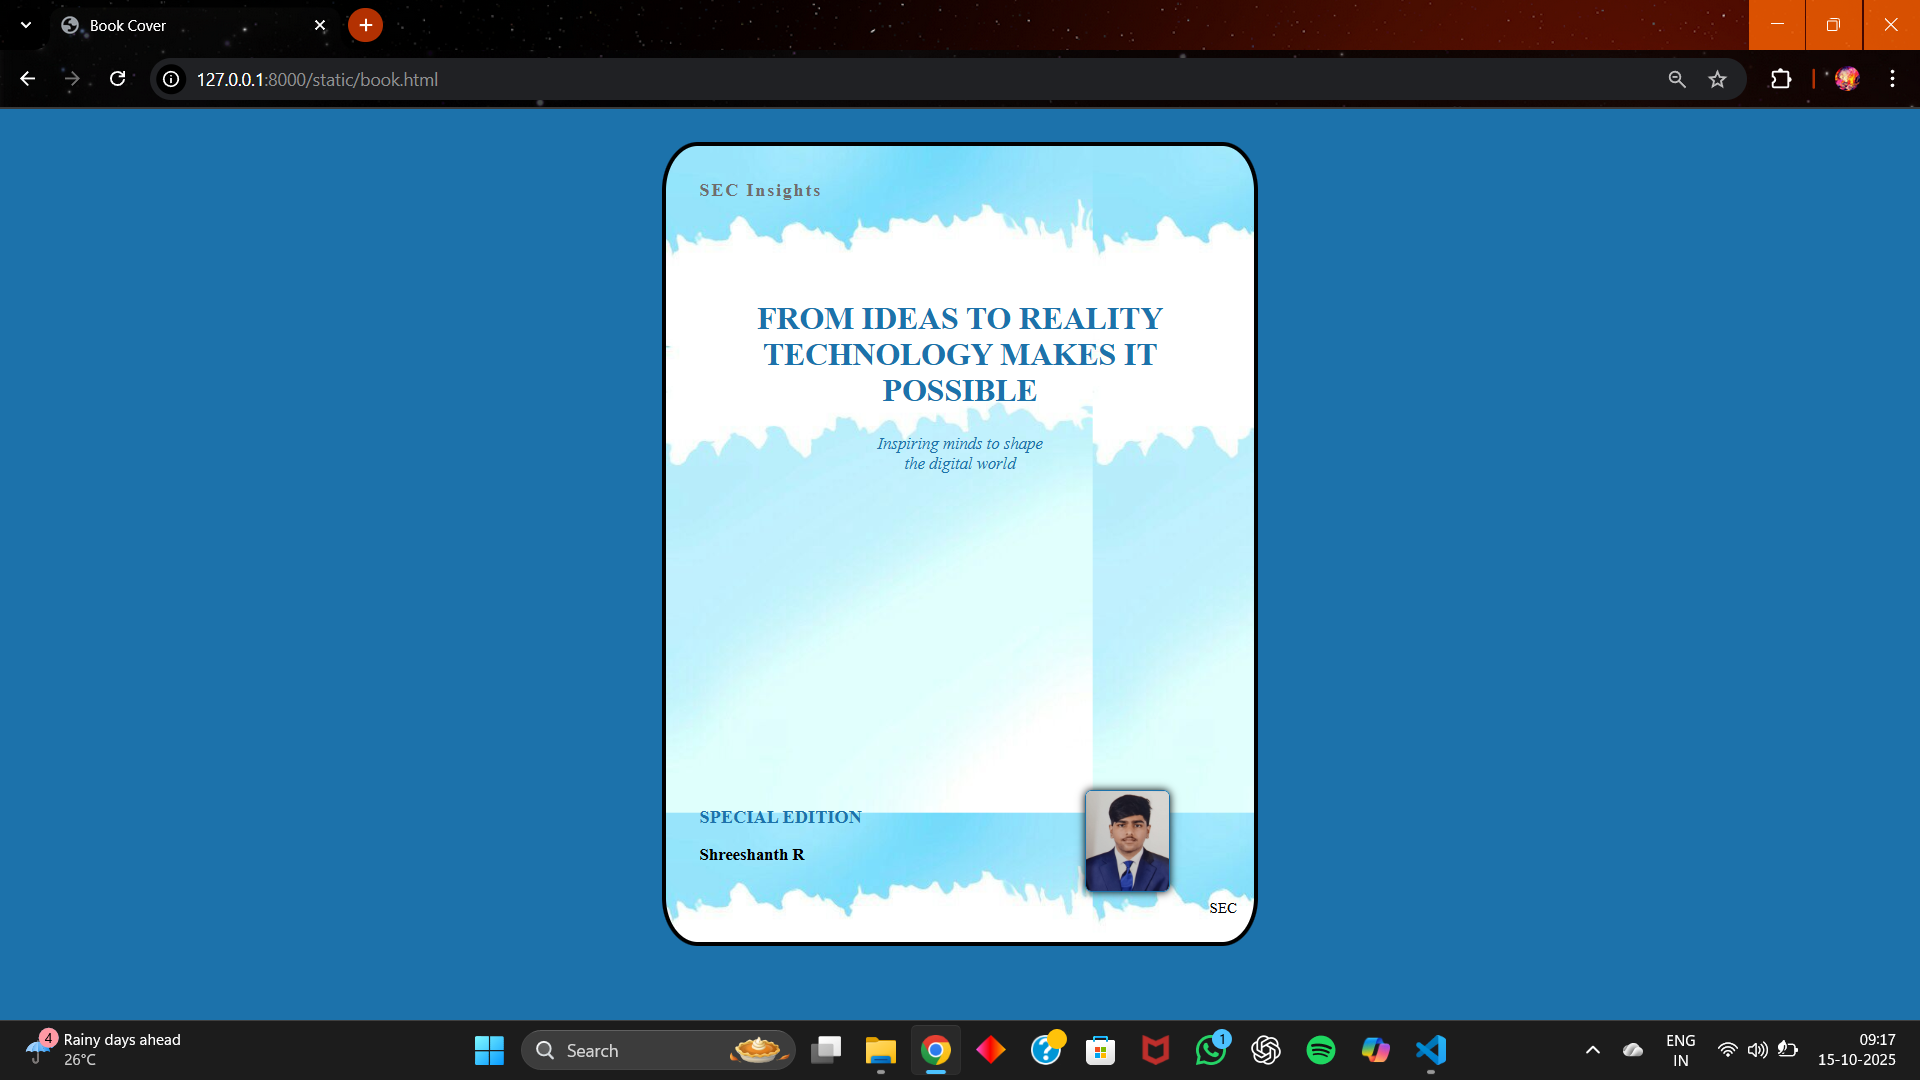 Book Cover
127.0.0.1:8000/static/book.html
SEC Insights
FROM IDEAS TO REALITY
TECHNOLOGY MAKES IT
POSSIBLE
Inspiring minds to shape
the digital world
SPECIAL EDITION
Shreeshanth R
SEC
4
Rainy days ahead
26°C
Search
1
ENG
IN
09:17
15-10-2025